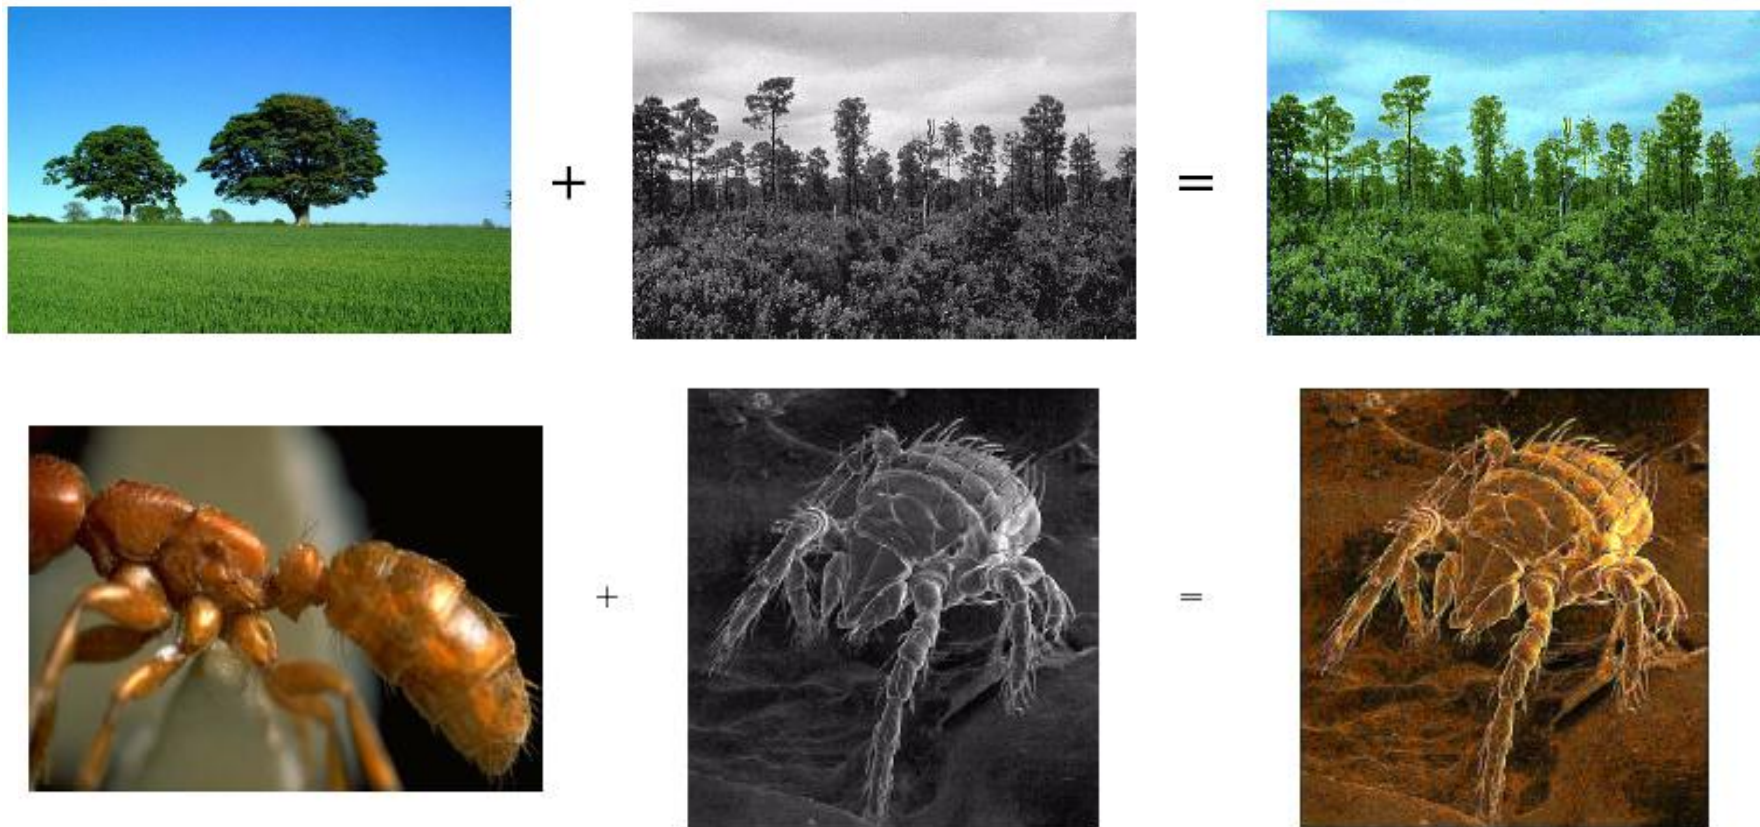 + =
+ =